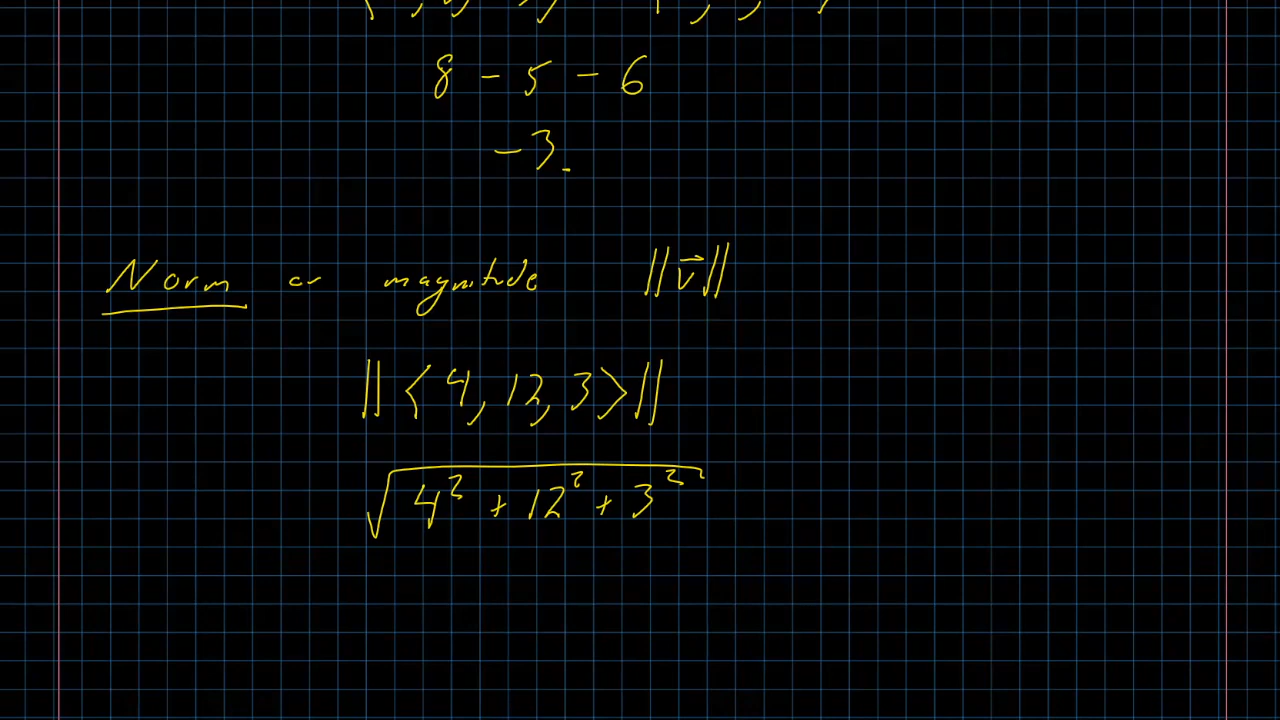 8 - 5 - 6
-3.
Norm or magnitude ||v⃗||
||⟨4, 12, 3⟩||
√(4² + 12² + 3²)